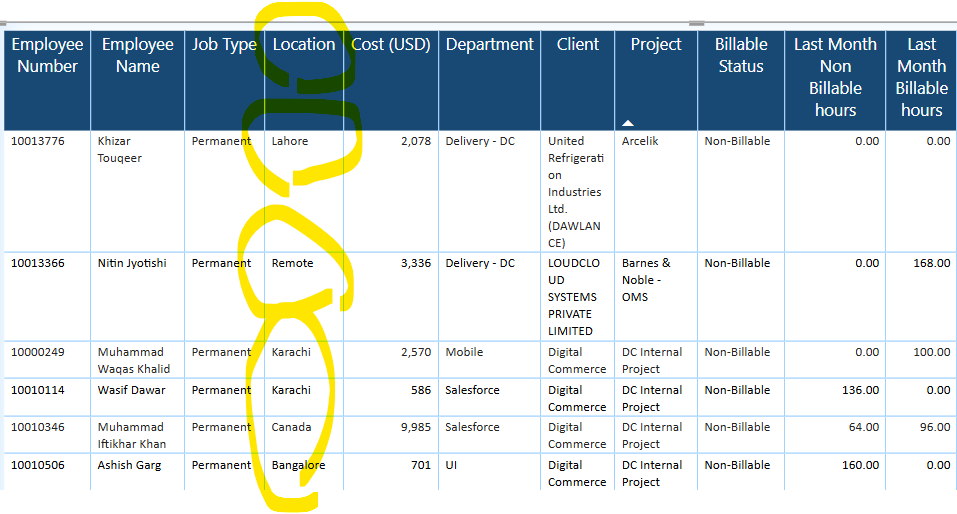 Employee Number Employee Name Job Type Location Cost (USD) Department Client Project Billable Status Last Month Non Billable hours Last Month Billable hours
10013776 Khizar Touqeer Permanent Lahore 2,078 Delivery - DC United Refrigerati on Industries Ltd. (DAWLAN CE) Arcelik Non-Billable 0.00 0.00
10013366 Nitin Jyotishi Permanent Remote 3,336 Delivery - DC LOUDCLO UD SYSTEMS PRIVATE LIMITED Barnes & Noble - OMS Non-Billable 0.00 168.00
10000249 Muhammad Waqas Khalid Permanent Karachi 2,570 Mobile Digital Commerce DC Internal Project Non-Billable 0.00 100.00
10010114 Wasif Dawar Permanent Karachi 586 Salesforce Digital Commerce DC Internal Project Non-Billable 136.00 0.00
10010346 Muhammad Iftikhar Khan Permanent Canada 9,985 Salesforce Digital Commerce DC Internal Project Non-Billable 64.00 96.00
10010506 Ashish Garg Permanent Bangalore 701 UI Digital Commerce DC Internal Project Non-Billable 160.00 0.00